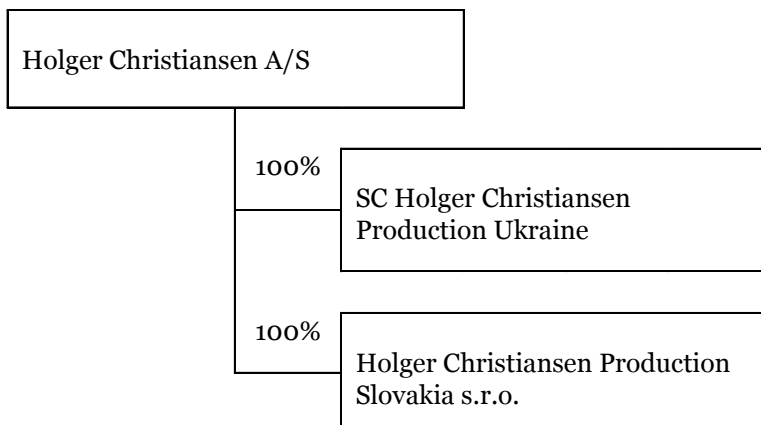 Holger Christiansen A/S
100%
SC Holger Christiansen
Production Ukraine
100%
Holger Christiansen Production
Slovakia s.r.o.